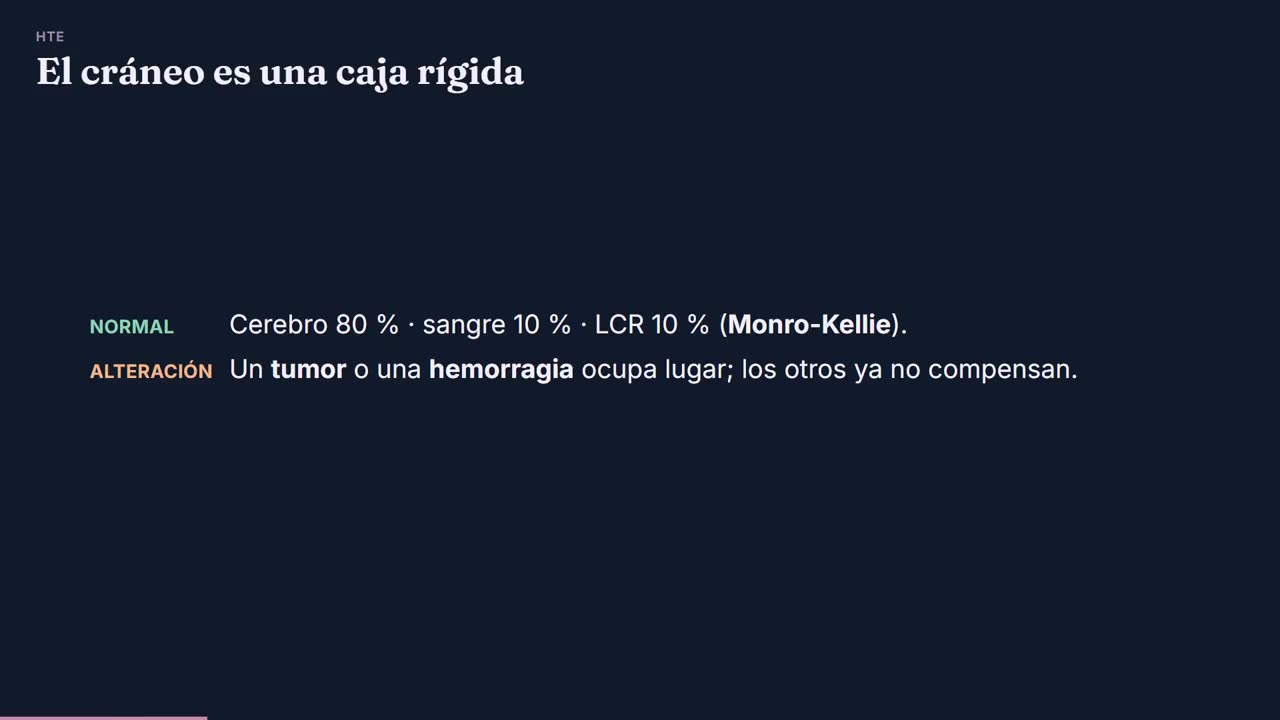 HTE
El cráneo es una caja rígida
NORMAL Cerebro 80 % · sangre 10 % · LCR 10 % (Monro-Kellie).
ALTERACIÓN Un tumor o una hemorragia ocupa lugar; los otros ya no compensan.